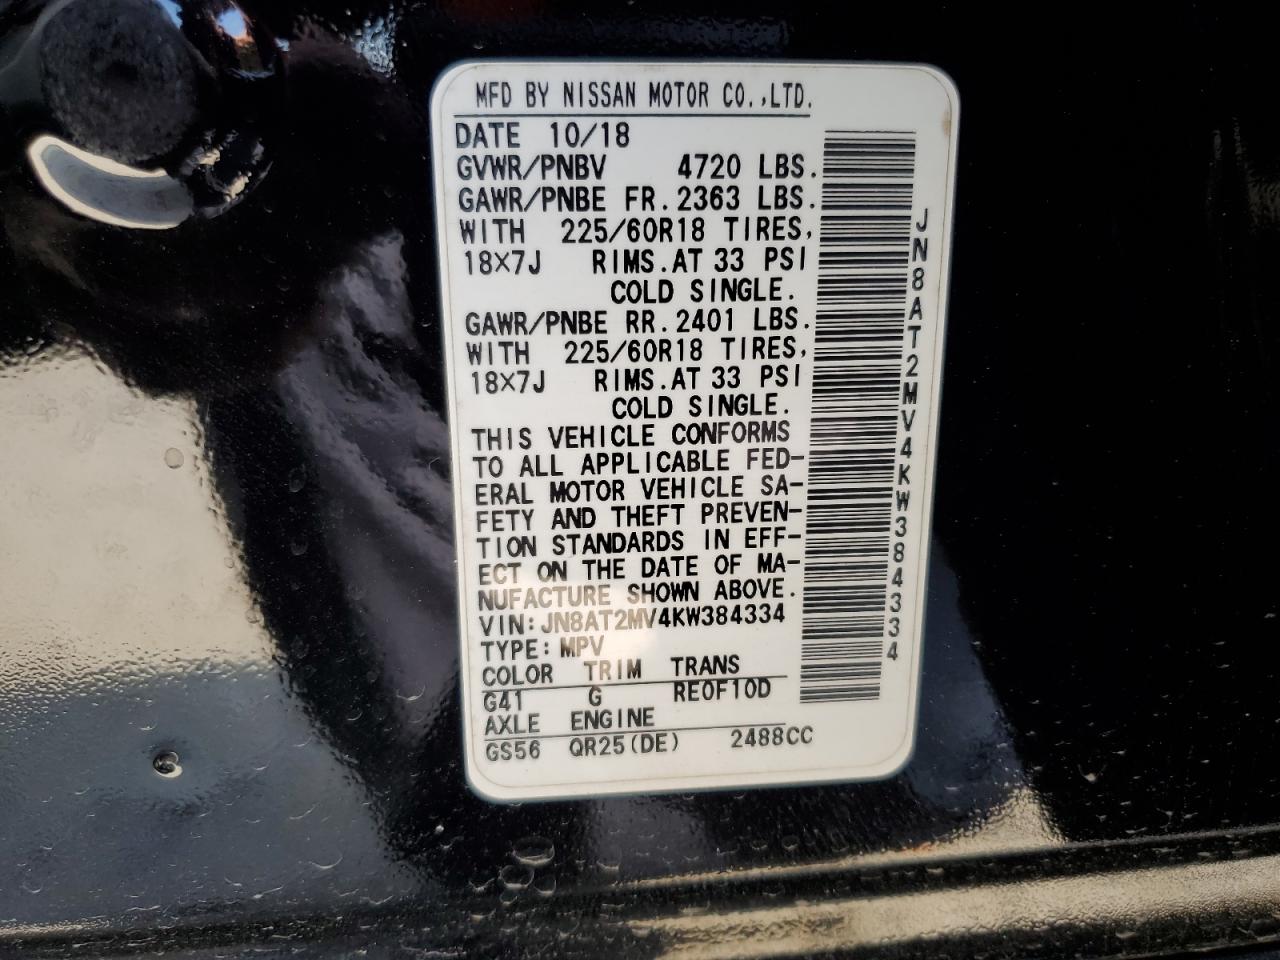 MFD BY NISSAN MOTOR CO.,LTD.
DATE 10/18
GVWR/PNBV 4720 LBS.
GAWR/PNBE FR.2363 LBS.
WITH 225/60R18 TIRES,
18×7J RIMS.AT 33 PSI
COLD SINGLE.
GAWR/PNBE RR.2401 LBS.
WITH 225/60R18 TIRES,
18×7J RIMS.AT 33 PSI
COLD SINGLE.
THIS VEHICLE CONFORMS
TO ALL APPLICABLE FED-
ERAL MOTOR VEHICLE SA-
FETY AND THEFT PREVEN-
TION STANDARDS IN EFF-
ECT ON THE DATE OF MA-
NUFACTURE SHOWN ABOVE.
VIN:JN8AT2MV4KW384334
TYPE:MPV
COLOR TRIM TRANS
G41 G RE0F10D
AXLE ENGINE
GS56 QR25(DE) 2488CC
JN8AT2MV4KW384334